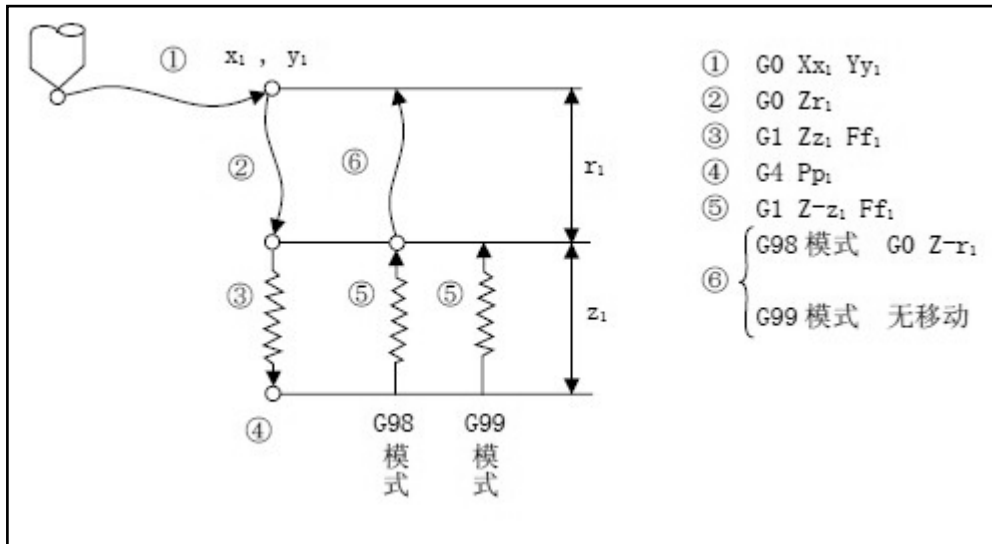 ① x₁ , y₁
②
⑥
r₁
③
⑤
⑤
z₁
④
G98
模
式
G99
模
式
① G0 Xx₁ Yy₁
② G0 Zr₁
③ G1 Zz₁ Ff₁
④ G4 Pp₁
⑤ G1 Z-z₁ Ff₁
⑥
G98 模式 G0 Z-r₁
G99 模式 无移动